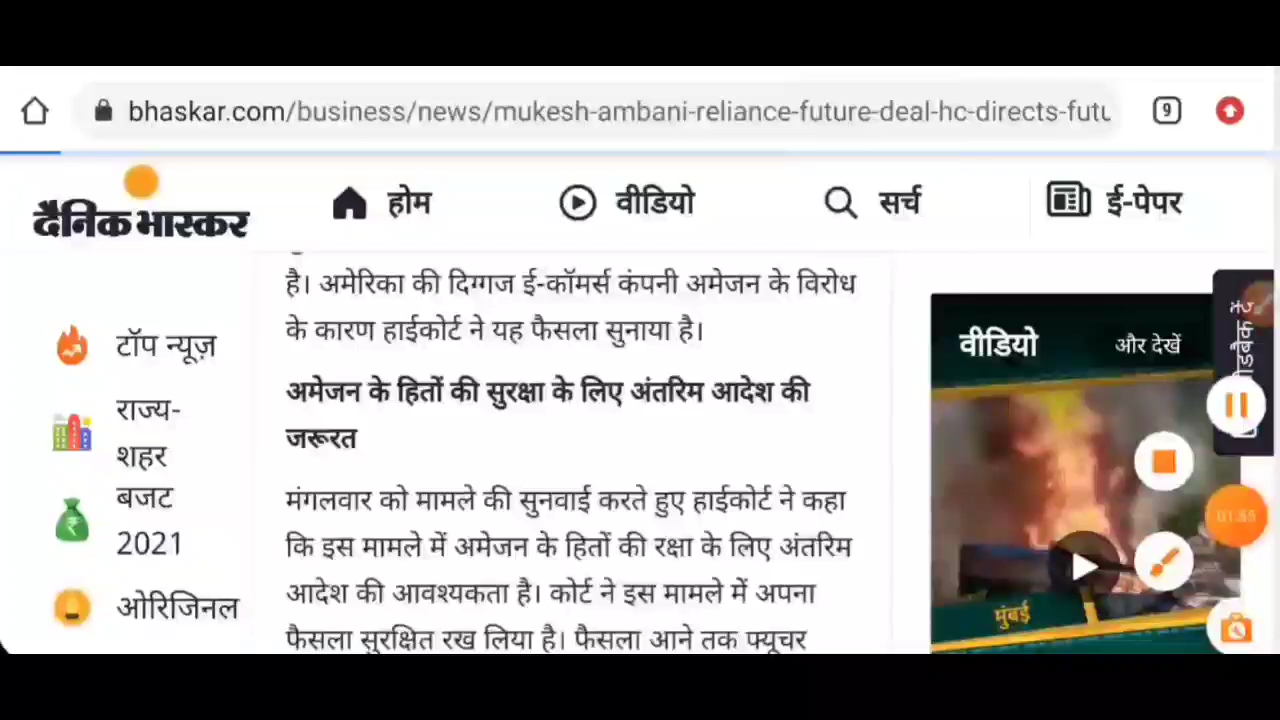 bhaskar.com/business/news/mukesh-ambani-reliance-future-deal-hc-directs-futu
9
दैनिक भास्कर
होम
वीडियो
सर्च
ई-पेपर
टॉप न्यूज़
राज्य-
शहर
बजट
2021
ओरिजिनल
है। अमेरिका की दिग्गज ई-कॉमर्स कंपनी अमेजन के विरोध
के कारण हाईकोर्ट ने यह फैसला सुनाया है।
अमेजन के हितों की सुरक्षा के लिए अंतरिम आदेश की
जरूरत
मंगलवार को मामले की सुनवाई करते हुए हाईकोर्ट ने कहा
कि इस मामले में अमेजन के हितों की रक्षा के लिए अंतरिम
आदेश की आवश्यकता है। कोर्ट ने इस मामले में अपना
फैसला सुरक्षित रख लिया है। फैसला आने तक फ्यूचर
वीडियो
और देखें
मुंबई
01:55